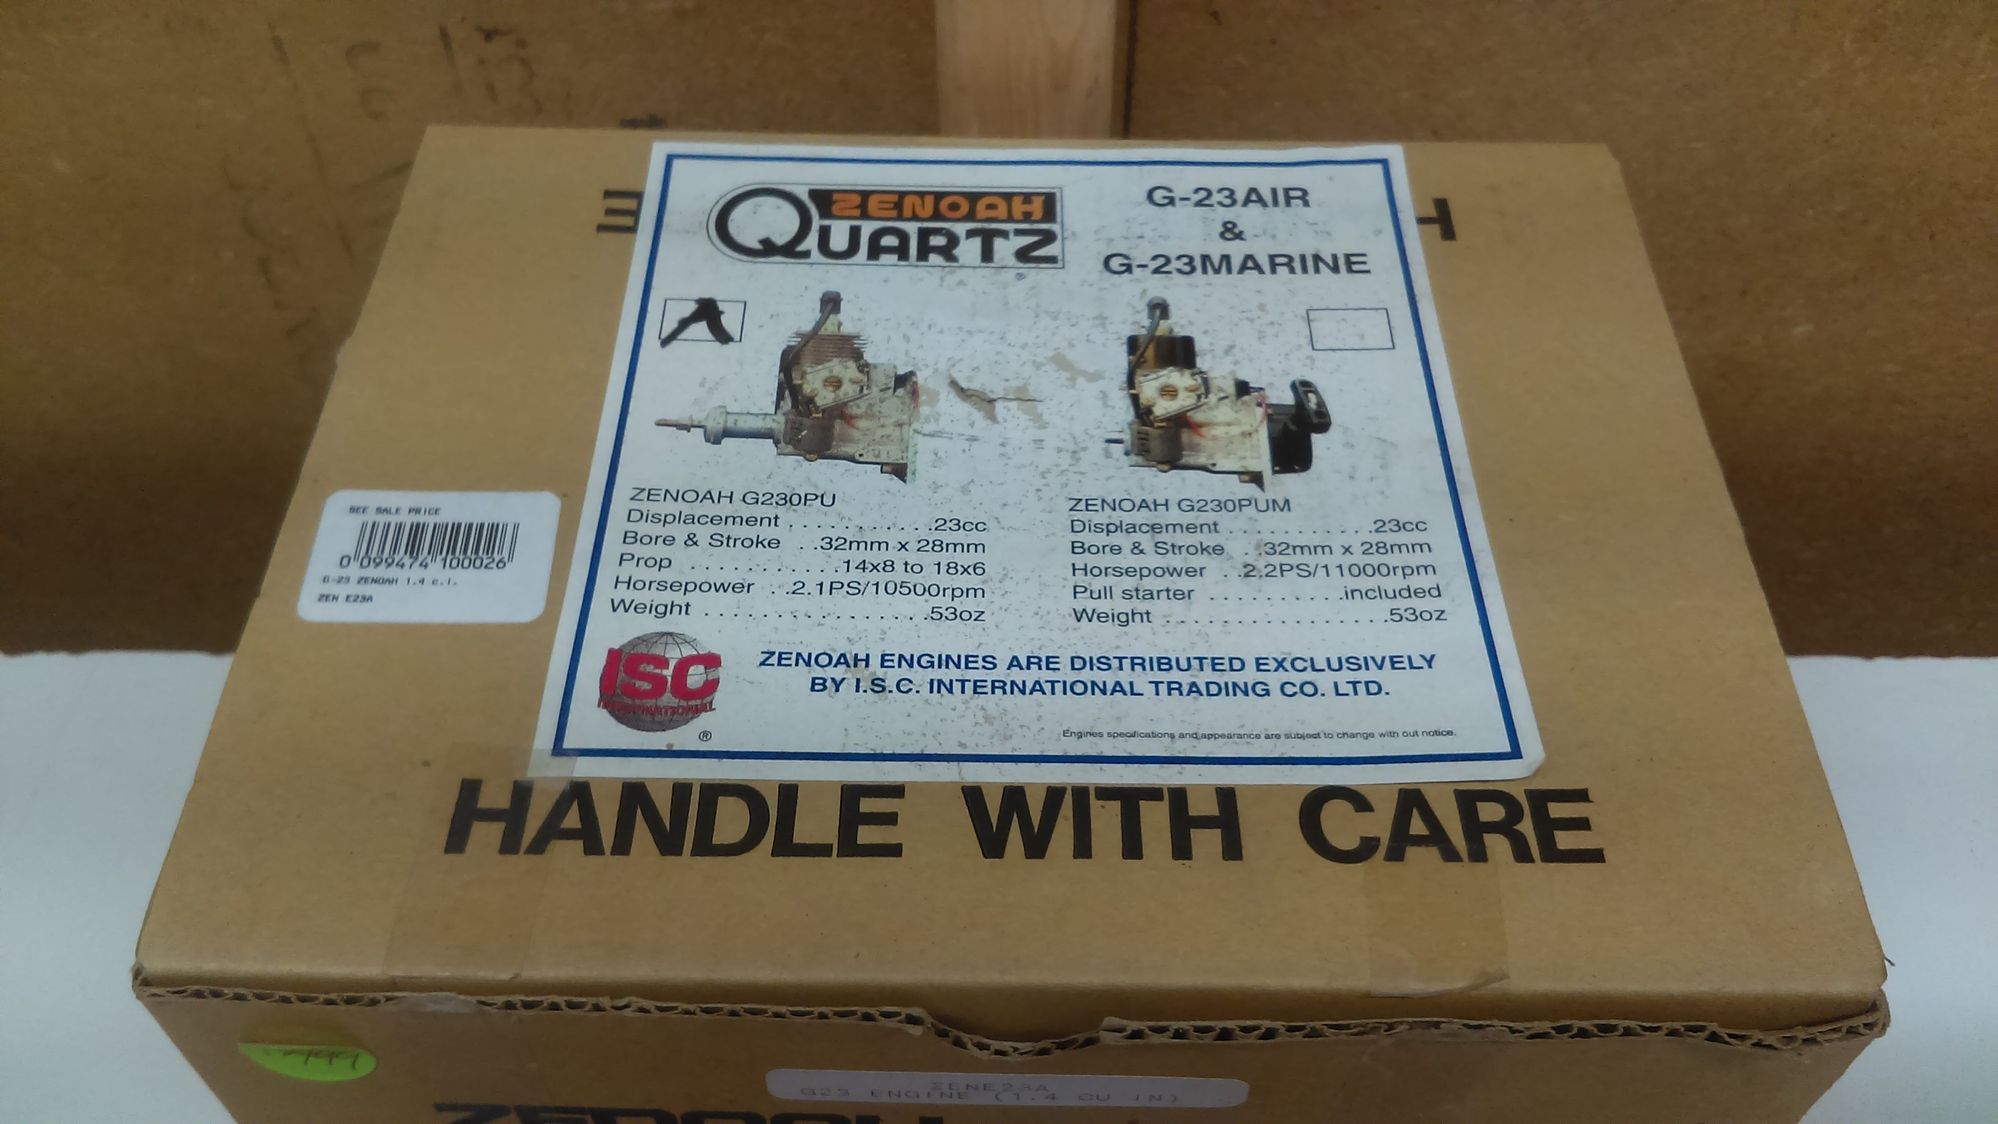 ZENOAH
QUARTZ
®
G-23AIR
&
G-23MARINE
ZENOAH G230PU
Displacement . . . . . . . . . . .23cc
Bore & Stroke . .32mm x 28mm
Prop . . . . . . . . . . .14x8 to 18x6
Horsepower . .2.1PS/10500rpm
Weight . . . . . . . . . . . . . . .53oz
ZENOAH G230PUM
Displacement . . . . . . . . . . .23cc
Bore & Stroke . .32mm x 28mm
Horsepower . .2.2PS/11000rpm
Pull starter . . . . . . . . . .included
Weight . . . . . . . . . . . . . . .53oz
ISC
INTERNATIONAL
®
ZENOAH ENGINES ARE DISTRIBUTED EXCLUSIVELY
BY I.S.C. INTERNATIONAL TRADING CO. LTD.
Engines specifications and appearance are subject to change with out notice.
SEE SALE PRICE
0 099474 100026
G-23 ZENOAH 1.4 c.i.
ZEN E23A
HANDLE WITH CARE
ZENE23A
G23 ENGINE (1.4 CU IN)